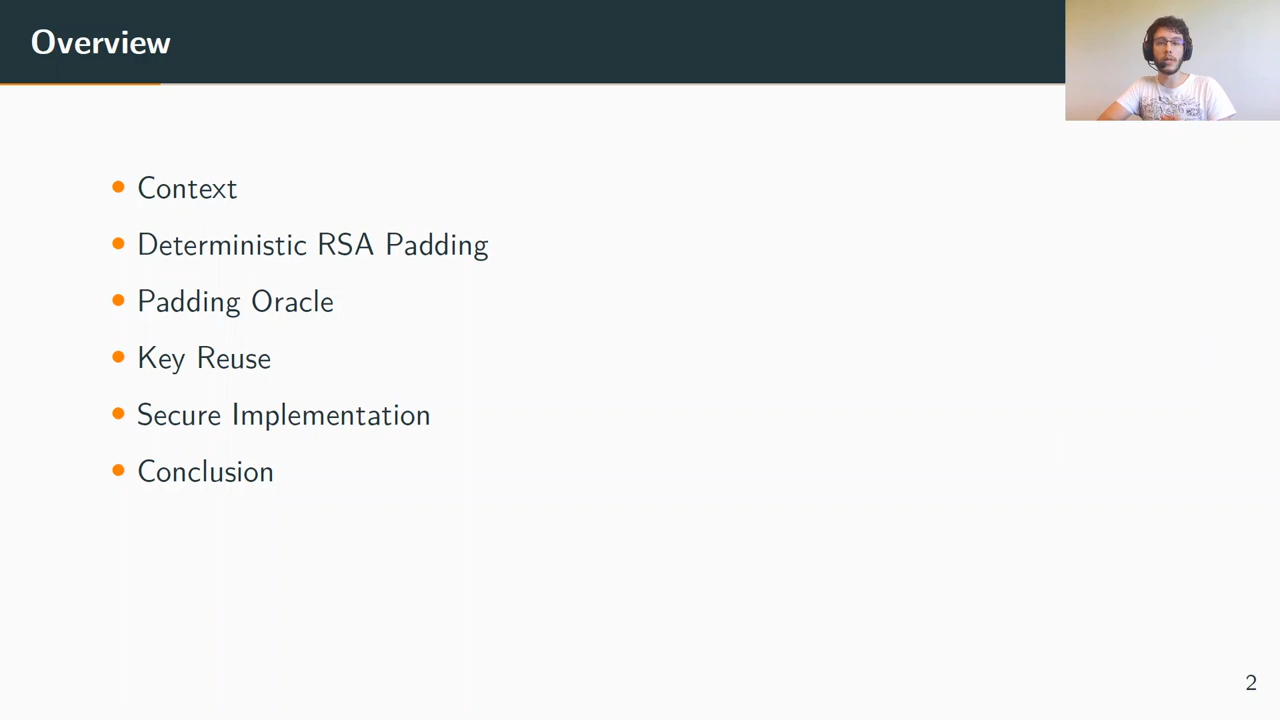 Overview
Context
Deterministic RSA Padding
Padding Oracle
Key Reuse
Secure Implementation
Conclusion
2